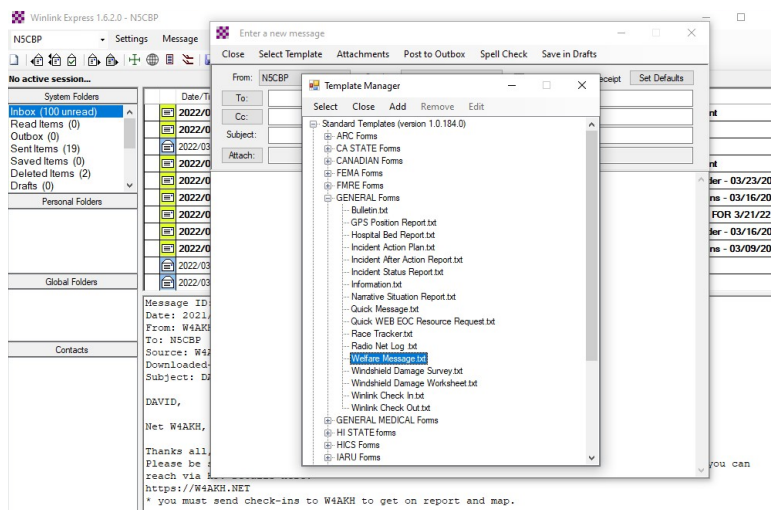 Winlink Express 1.6.2.0 - N5CBP
N5CBP
Settings
Message
No active session...
System Folders
Inbox (100 unread)
Read Items (0)
Outbox (0)
Sent Items (19)
Saved Items (0)
Deleted Items (2)
Drafts (0)
Personal Folders
Global Folders
Contacts
Date/Ti
2022/0
2022/0
2022/03
2022/0
2022/0
2022/0
2022/0
2022/0
2022/0
2022/03
2022/03
nt
nt
der - 03/23/20
ns - 03/16/20
FOR 3/21/22
der - 03/16/20
ns - 03/09/20
Message ID:
Date: 2021/
From: W4AKH
To: N5CBP
Source: W4A
Downloaded-
Subject: DA
DAVID,
Net W4AKH,
Thanks all,
Please be s
you can
reach via
https://W4AKH.NET
* you must send check-ins to W4AKH to get on report and map.
Enter a new message
Close Select Template Attachments Post to Outbox Spell Check Save in Drafts
From: N5CBP
eceipt
Set Defaults
To:
Cc:
Subject:
Attach:
Template Manager
Select Close Add Remove Edit
Standard Templates (version 1.0.184.0)
ARC Forms
CA STATE Forms
CANADIAN Forms
FEMA Forms
FMRE Forms
GENERAL Forms
Bulletin.txt
GPS Position Report.txt
Hospital Bed Report.txt
Incident Action Plan.txt
Incident After Action Report.txt
Incident Status Report.txt
Information.txt
Narrative Situation Report.txt
Quick Message.txt
Quick WEB EOC Resource Request.txt
Race Tracker.txt
Radio Net Log .txt
Welfare Message.txt
Windshield Damage Survey.txt
Windshield Damage Worksheet.txt
Winlink Check In.txt
Winlink Check Out.txt
GENERAL MEDICAL Forms
HI STATE forms
HICS Forms
IARU Forms